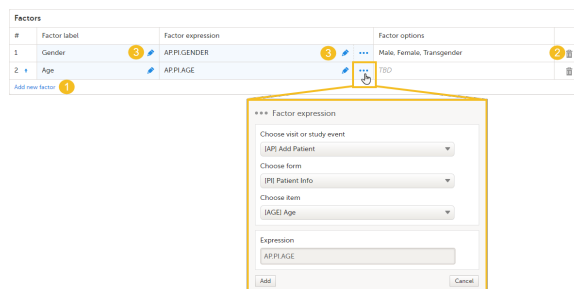 Factors
# Factor label Factor expression Factor options
1 Gender 3 AP.PI.GENDER 3 ••• Male, Female, Transgender 2
2 Age AP.PI.AGE ••• TBD
Add new factor 1
••• Factor expression
Choose visit or study event
[AP] Add Patient
Choose form
[PI] Patient Info
Choose item
[AGE] Age
Expression
AP.PI.AGE
Add Cancel